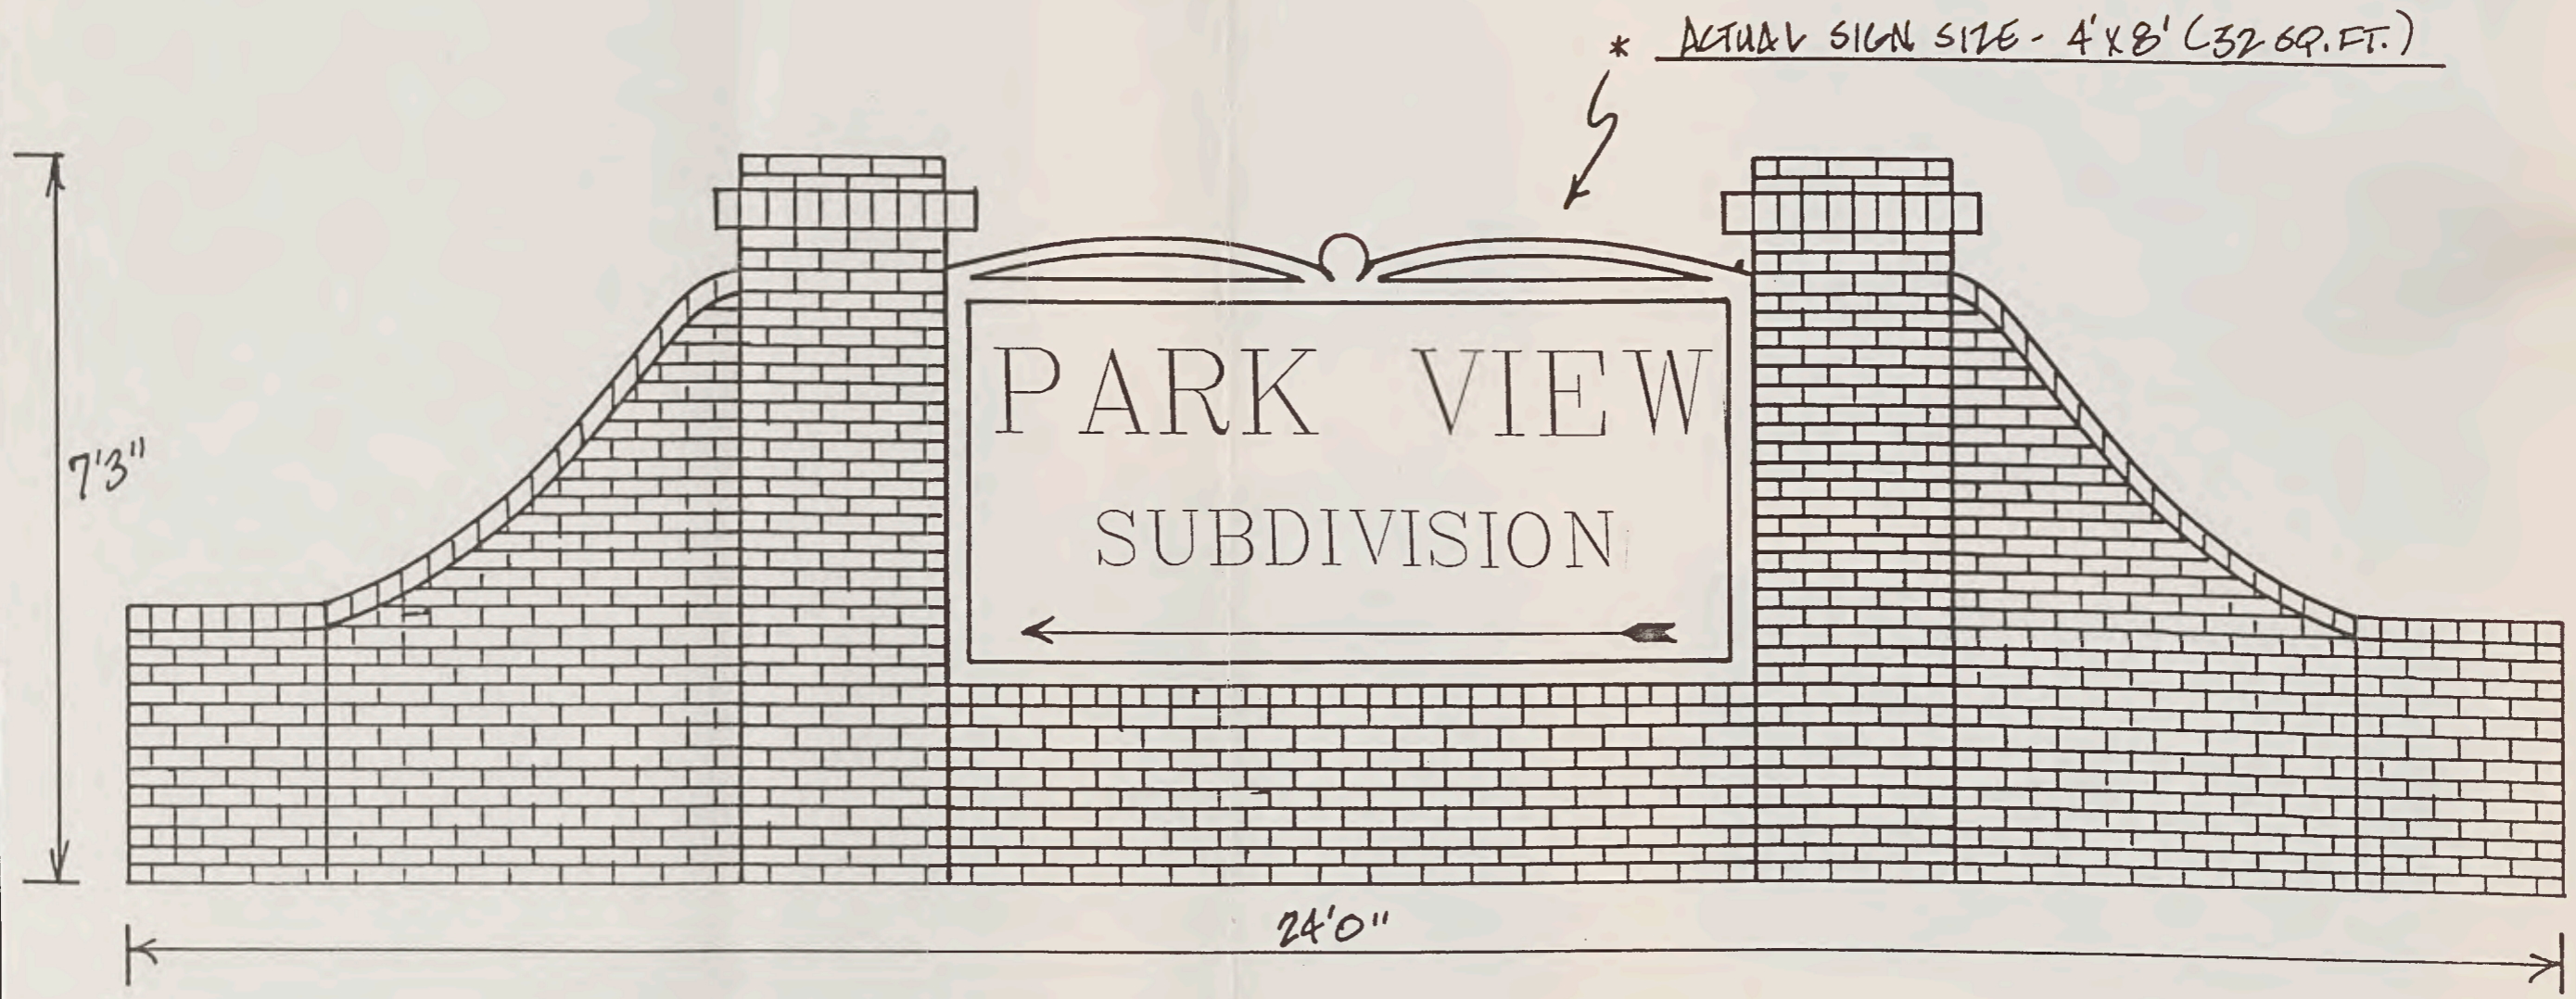 * ACTUAL SIGN SIZE - 4'X8' (32 SQ. FT.)
7'3"
PARK VIEW
SUBDIVISION
24'0"